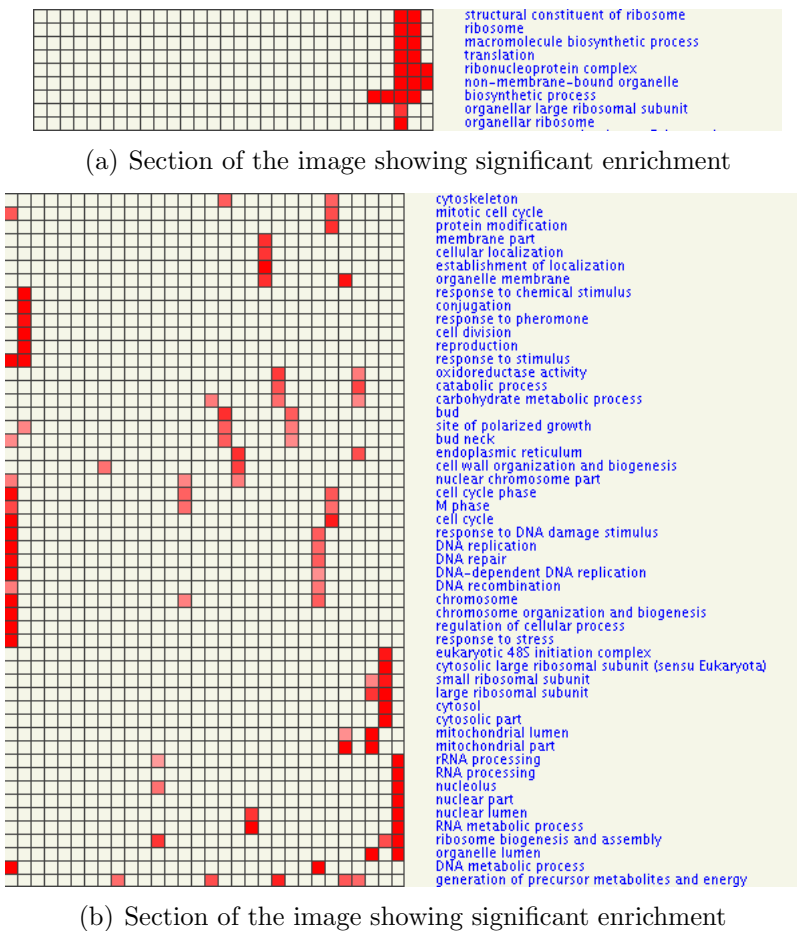 structural constituent of ribosome
ribosome
macromolecule biosynthetic process
translation
ribonucleoprotein complex
non-membrane-bound organelle
biosynthetic process
organellar large ribosomal subunit
organellar ribosome
(a) Section of the image showing significant enrichment
cytoskeleton
mitotic cell cycle
protein modification
membrane part
cellular localization
establishment of localization
organelle membrane
response to chemical stimulus
conjugation
response to pheromone
cell division
reproduction
response to stimulus
oxidoreductase activity
catabolic process
carbohydrate metabolic process
bud
site of polarized growth
bud neck
endoplasmic reticulum
cell wall organization and biogenesis
nuclear chromosome part
cell cycle phase
M phase
cell cycle
response to DNA damage stimulus
DNA replication
DNA repair
DNA-dependent DNA replication
DNA recombination
chromosome
chromosome organization and biogenesis
regulation of cellular process
response to stress
eukaryotic 48S initiation complex
cytosolic large ribosomal subunit (sensu Eukaryota)
small ribosomal subunit
large ribosomal subunit
cytosol
cytosolic part
mitochondrial lumen
mitochondrial part
rRNA processing
RNA processing
nucleolus
nuclear part
nuclear lumen
RNA metabolic process
ribosome biogenesis and assembly
organelle lumen
DNA metabolic process
generation of precursor metabolites and energy
(b) Section of the image showing significant enrichment